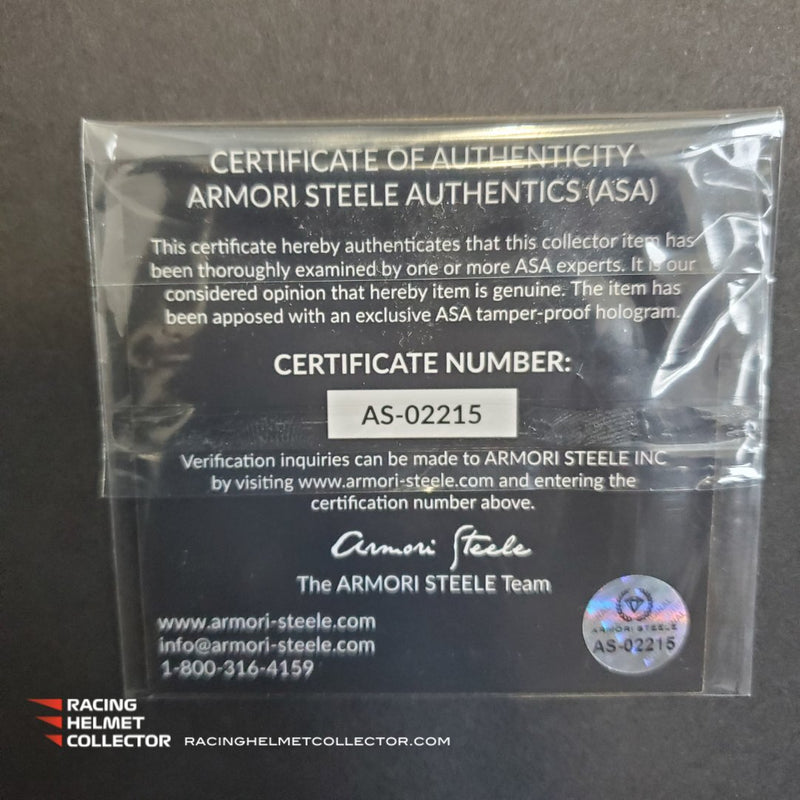 CERTIFICATE OF AUTHENTICITY
ARMORI STEELE AUTHENTICS (ASA)
This certificate hereby authenticates that this collector item has
been thoroughly examined by one or more ASA experts. It is our
considered opinion that hereby item is genuine. The item has
been apposed with an exclusive ASA tamper-proof hologram.
CERTIFICATE NUMBER:
AS-02215
Verification inquiries can be made to ARMORI STEELE INC
by visiting www.armori-steele.com and entering the
certification number above.
Armori Steele
The ARMORI STEELE Team
www.armori-steele.com
info@armori-steele.com
1-800-316-4159
ARMORI STEELE
AS-02215
RACING
HELMET
COLLECTOR
RACINGHELMETCOLLECTOR.COM